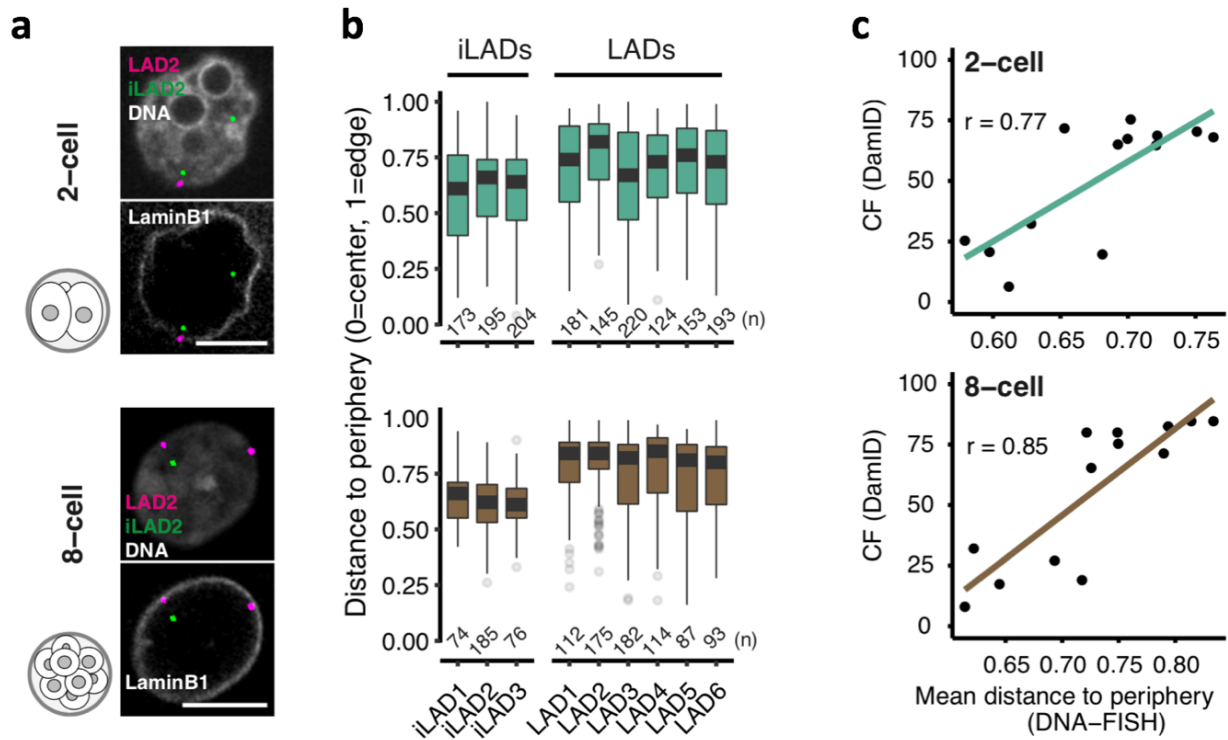 a
2−cell
LAD2
iLAD2
DNA
LaminB1
8−cell
LAD2
iLAD2
DNA
LaminB1
b
iLADs
LADs
Distance to periphery (0=center, 1=edge)
1.00
0.75
0.50
0.25
0.00
173 195 204 181 145 220 124 153 193 (n)
1.00
0.75
0.50
0.25
0.00
74 185 76 112 175 182 114 87 93 (n)
iLAD1 iLAD2 iLAD3 LAD1 LAD2 LAD3 LAD4 LAD5 LAD6
c
2−cell
r = 0.77
CF (DamID)
100
75
50
25
0
0.60 0.65 0.70 0.75
8−cell
r = 0.85
CF (DamID)
100
75
50
25
0
0.65 0.70 0.75 0.80
Mean distance to periphery
(DNA−FISH)